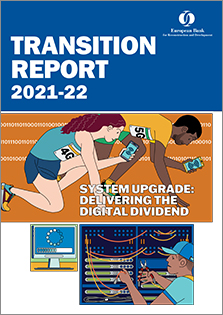 European Bank
for Reconstruction and Development
TRANSITION
REPORT
2021-22
SYSTEM UPGRADE:
DELIVERING THE
DIGITAL DIVIDEND